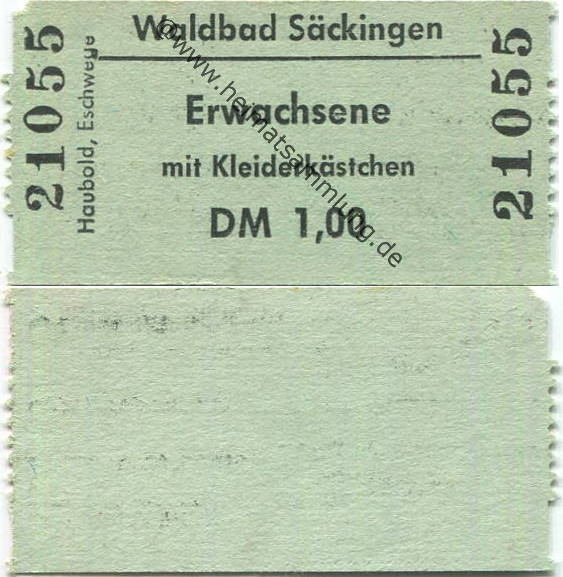 Waldbad Säckingen
21055
Haubold, Eschwege
Erwachsene
mit Kleiderkästchen
DM 1,00
21055
@www.heimatsammlung.de